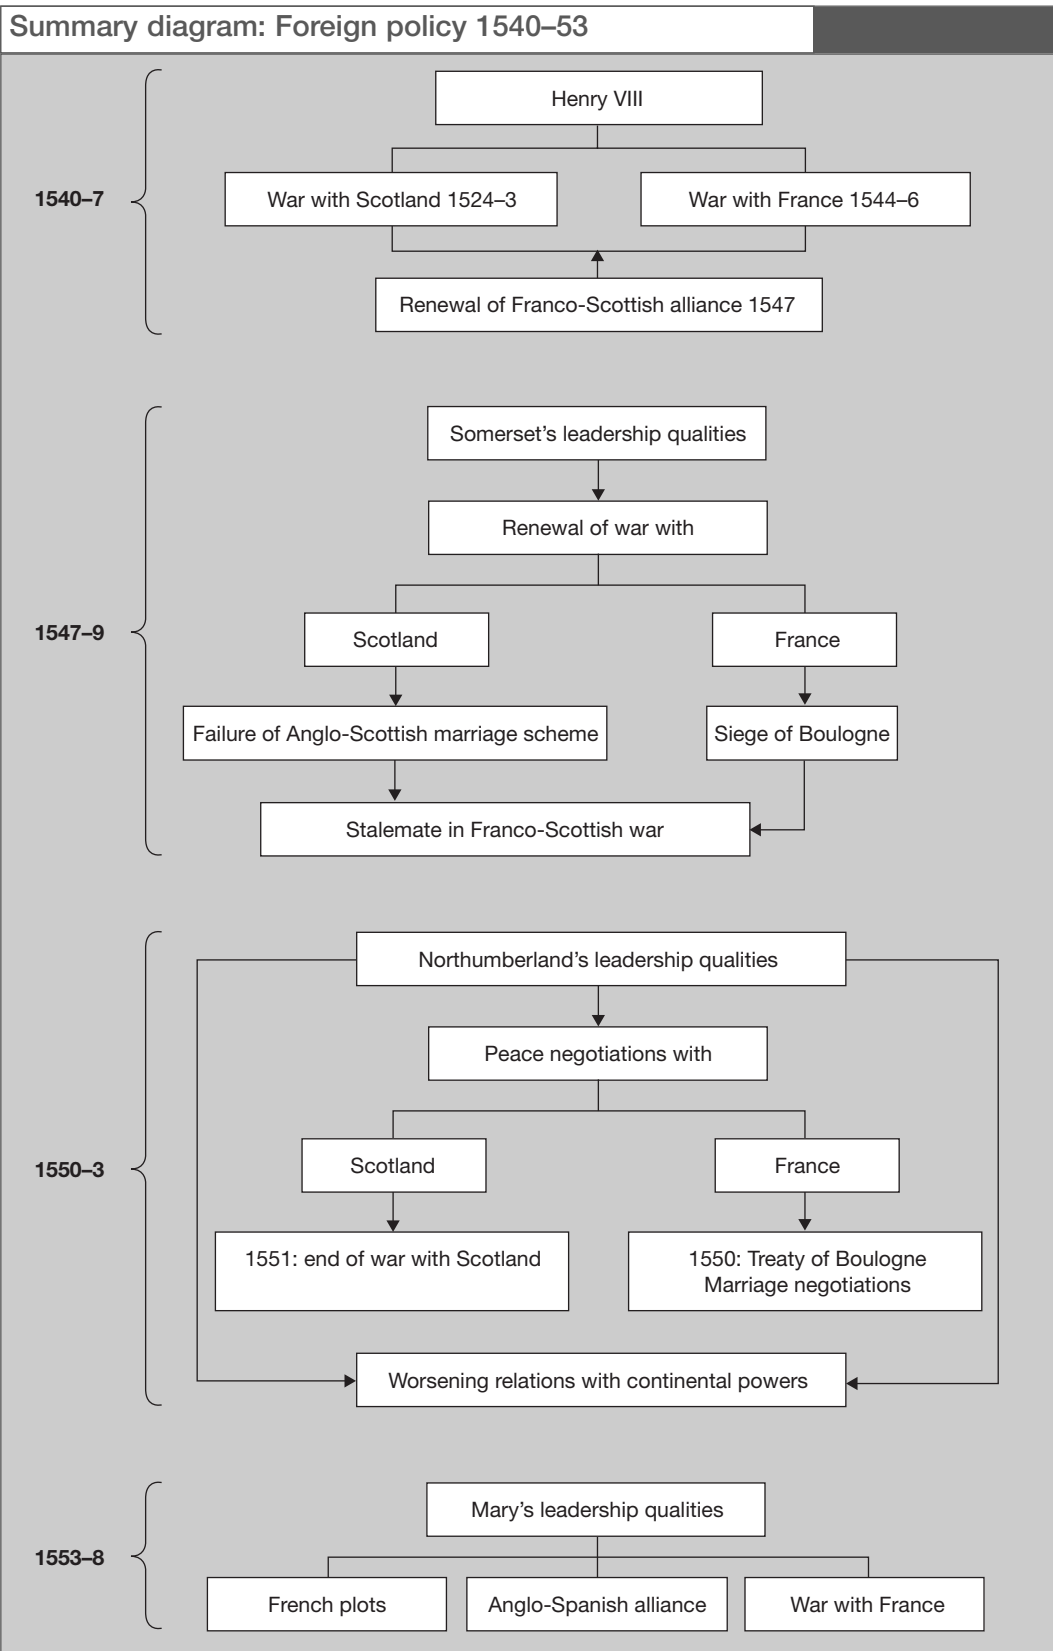 Summary diagram: Foreign policy 1540–53
Henry VIII
1540–7
War with Scotland 1524–3
War with France 1544–6
Renewal of Franco-Scottish alliance 1547
Somerset's leadership qualities
Renewal of war with
1547–9
Scotland
France
Failure of Anglo-Scottish marriage scheme
Siege of Boulogne
Stalemate in Franco-Scottish war
Northumberland's leadership qualities
Peace negotiations with
1550–3
Scotland
France
1551: end of war with Scotland
1550: Treaty of Boulogne
Marriage negotiations
Worsening relations with continental powers
Mary's leadership qualities
1553–8
French plots
Anglo-Spanish alliance
War with France